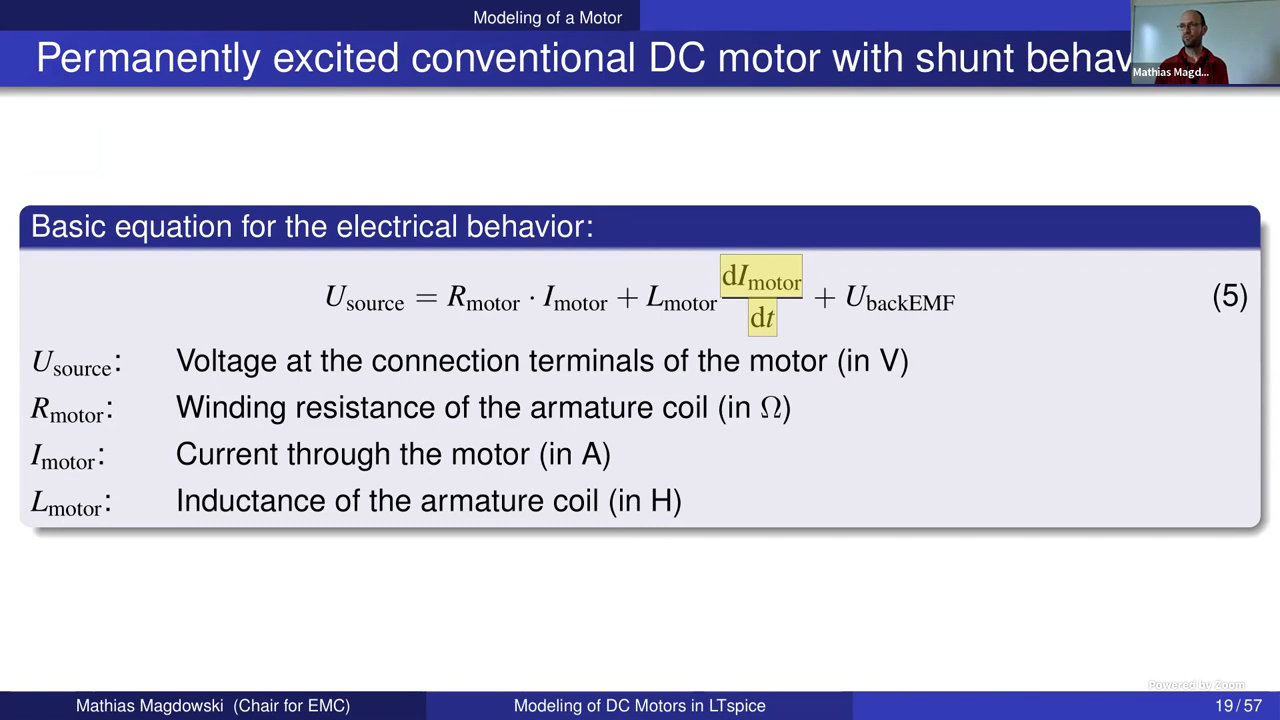 Modeling of a Motor
Permanently excited conventional DC motor with shunt behav
Mathias Magd...
Basic equation for the electrical behavior:
U_source = R_motor · I_motor + L_motor dI_motor/dt + U_backEMF (5)
U_source: Voltage at the connection terminals of the motor (in V)
R_motor: Winding resistance of the armature coil (in Ω)
I_motor: Current through the motor (in A)
L_motor: Inductance of the armature coil (in H)
Powered by Zoom
Mathias Magdowski (Chair for EMC) Modeling of DC Motors in LTspice 19/57